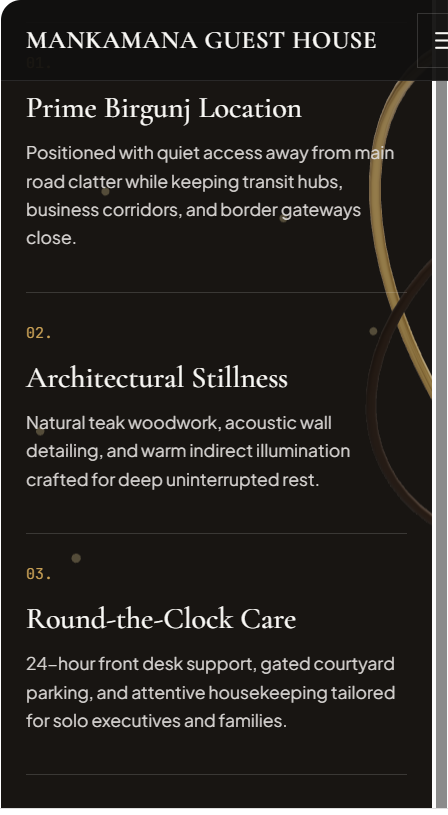 MANKAMANA GUEST HOUSE
01.
Prime Birgunj Location
Positioned with quiet access away from main
road clatter while keeping transit hubs,
business corridors, and border gateways
close.
02.
Architectural Stillness
Natural teak woodwork, acoustic wall
detailing, and warm indirect illumination
crafted for deep uninterrupted rest.
03.
Round-the-Clock Care
24–hour front desk support, gated courtyard
parking, and attentive housekeeping tailored
for solo executives and families.